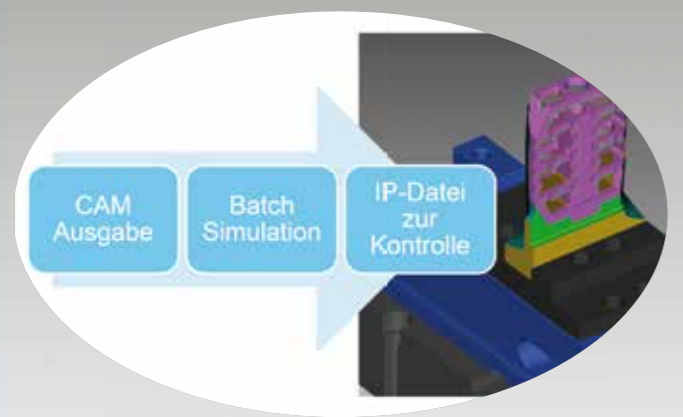 CAM
Ausgabe
Batch
Simulation
IP-Datei
zur
Kontrolle